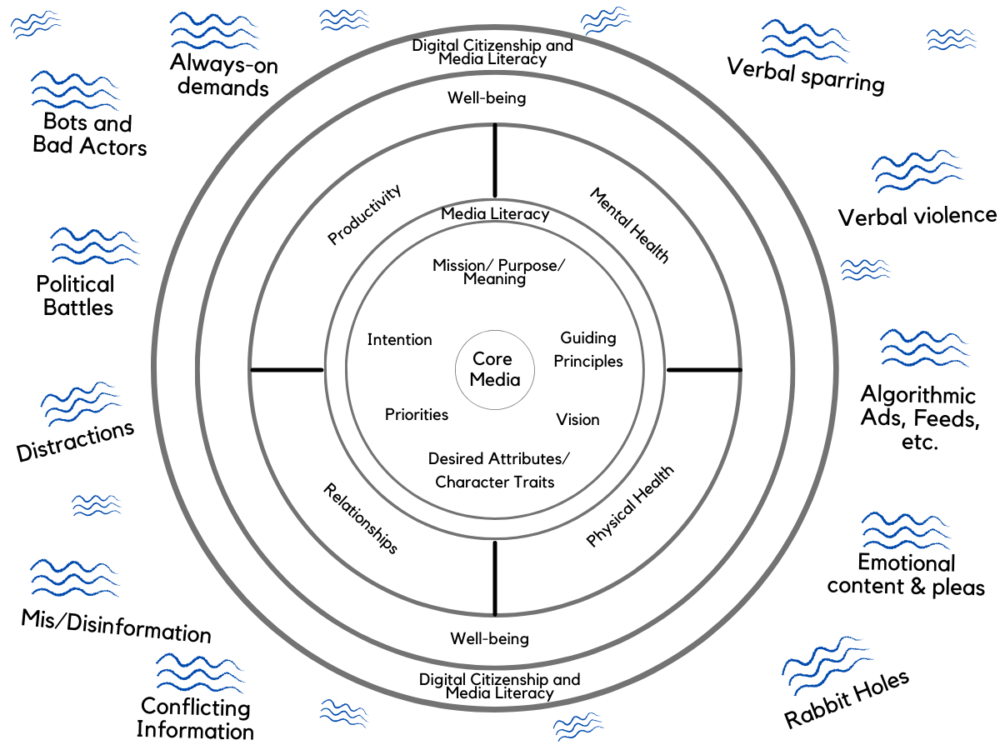 Digital Citizenship and
Media Literacy
Well-being
Always-on
demands
Verbal sparring
Bots and
Bad Actors
Productivity
Mental Health
Verbal violence
Media Literacy
Mission/ Purpose/
Meaning
Political
Battles
Intention
Guiding
Principles
Core
Media
Priorities
Vision
Distractions
Algorithmic
Ads, Feeds,
etc.
Desired Attributes/
Character Traits
Relationships
Physical Health
Emotional
content & pleas
Mis/Disinformation
Well-being
Digital Citizenship and
Media Literacy
Conflicting
Information
Rabbit Holes